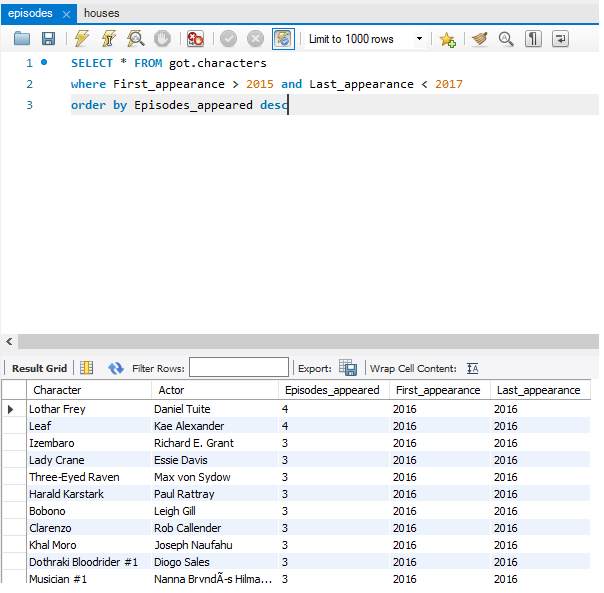 episodes × houses
Limit to 1000 rows
1 SELECT * FROM got.characters
2 where First_appearance > 2015 and Last_appearance < 2017
3 order by Episodes_appeared desc
Result Grid Filter Rows: Export: Wrap Cell Content:
Character Actor Episodes_appeared First_appearance Last_appearance
Lothar Frey Daniel Tuite 4 2016 2016
Leaf Kae Alexander 4 2016 2016
Izembaro Richard E. Grant 3 2016 2016
Lady Crane Essie Davis 3 2016 2016
Three-Eyed Raven Max von Sydow 3 2016 2016
Harald Karstark Paul Rattray 3 2016 2016
Bobono Leigh Gill 3 2016 2016
Clarenzo Rob Callender 3 2016 2016
Khal Moro Joseph Naufahu 3 2016 2016
Dothraki Bloodrider #1 Diogo Sales 3 2016 2016
Musician #1 Nanna BryndÃ-s Hilma... 3 2016 2016